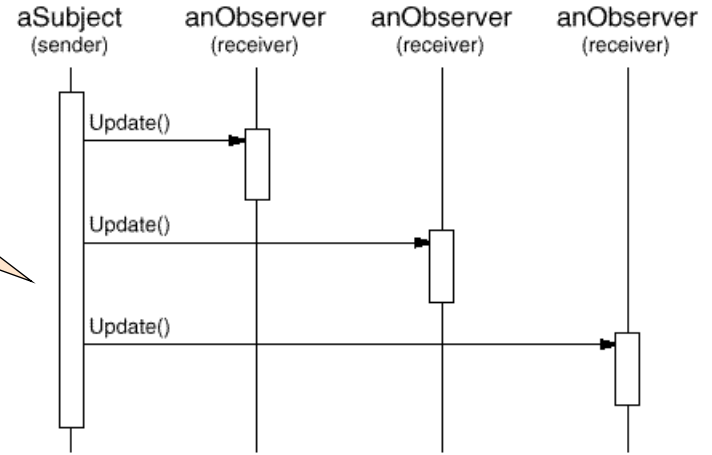 aSubject anObserver anObserver anObserver
(sender) (receiver) (receiver) (receiver)
Update()
Update()
Update()